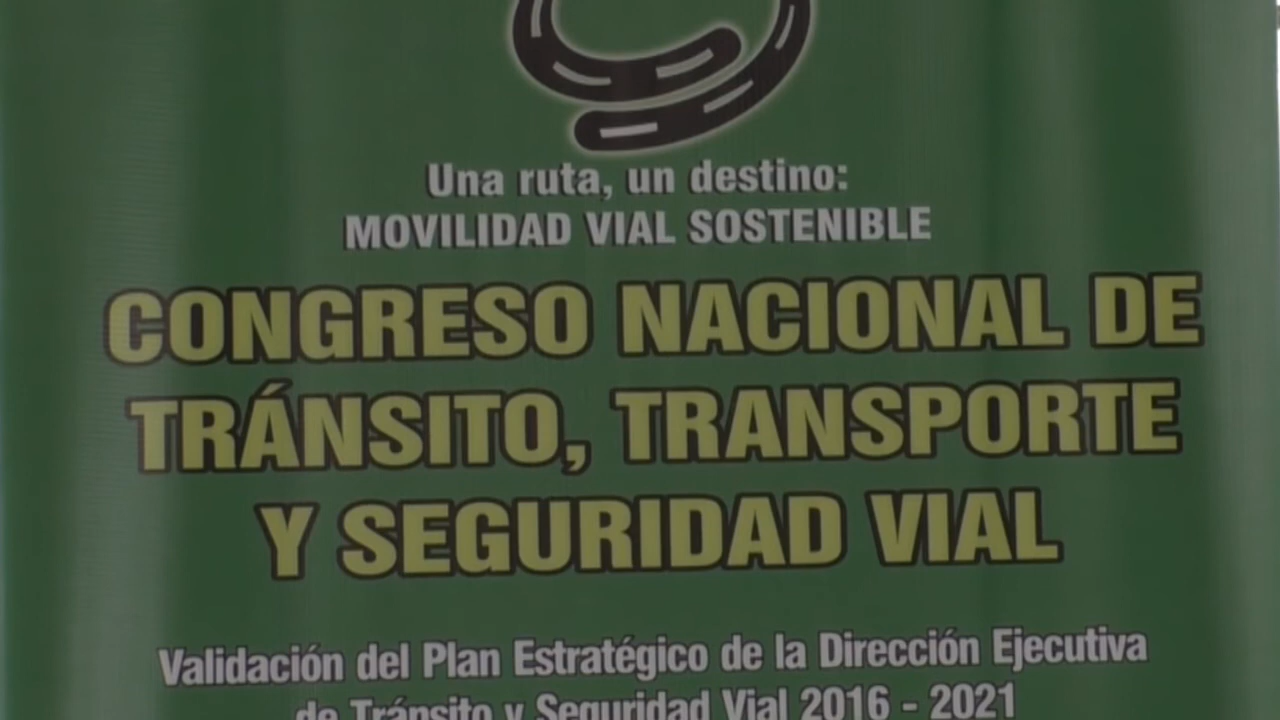 Una ruta, un destino:
MOVILIDAD VIAL SOSTENIBLE
CONGRESO NACIONAL DE
TRÁNSITO, TRANSPORTE
Y SEGURIDAD VIAL
Validación del Plan Estratégico de la Dirección Ejecutiva
de Tránsito y Seguridad Vial 2016 - 2021